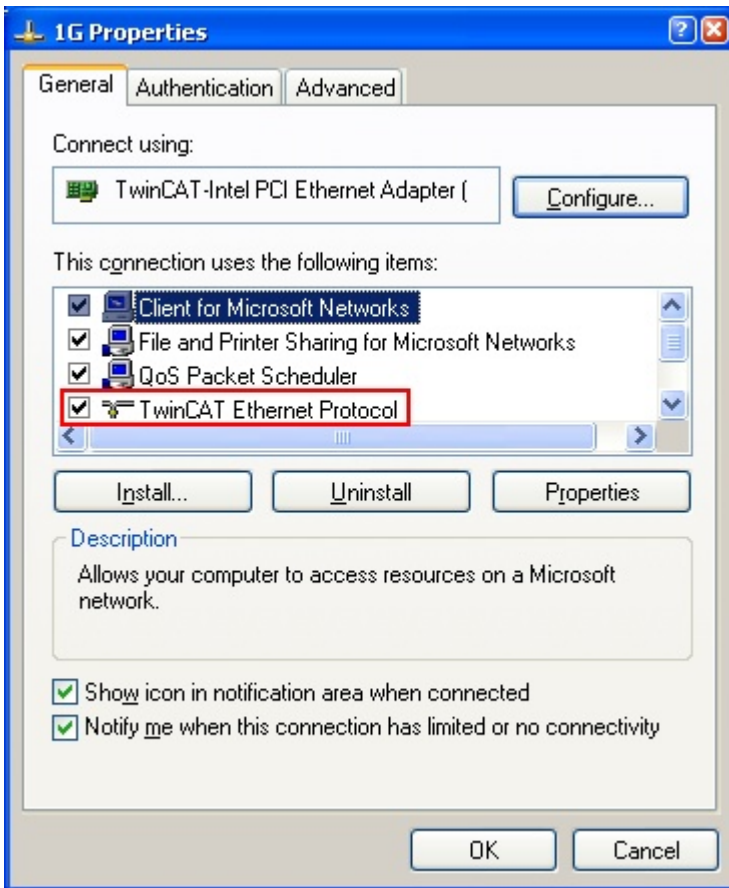 1G Properties
General Authentication Advanced
Connect using:
TwinCAT-Intel PCI Ethernet Adapter (
Configure...
This connection uses the following items:
Client for Microsoft Networks
File and Printer Sharing for Microsoft Networks
QoS Packet Scheduler
TwinCAT Ethernet Protocol
Install... Uninstall Properties
Description
Allows your computer to access resources on a Microsoft
network.
Show icon in notification area when connected
Notify me when this connection has limited or no connectivity
OK Cancel